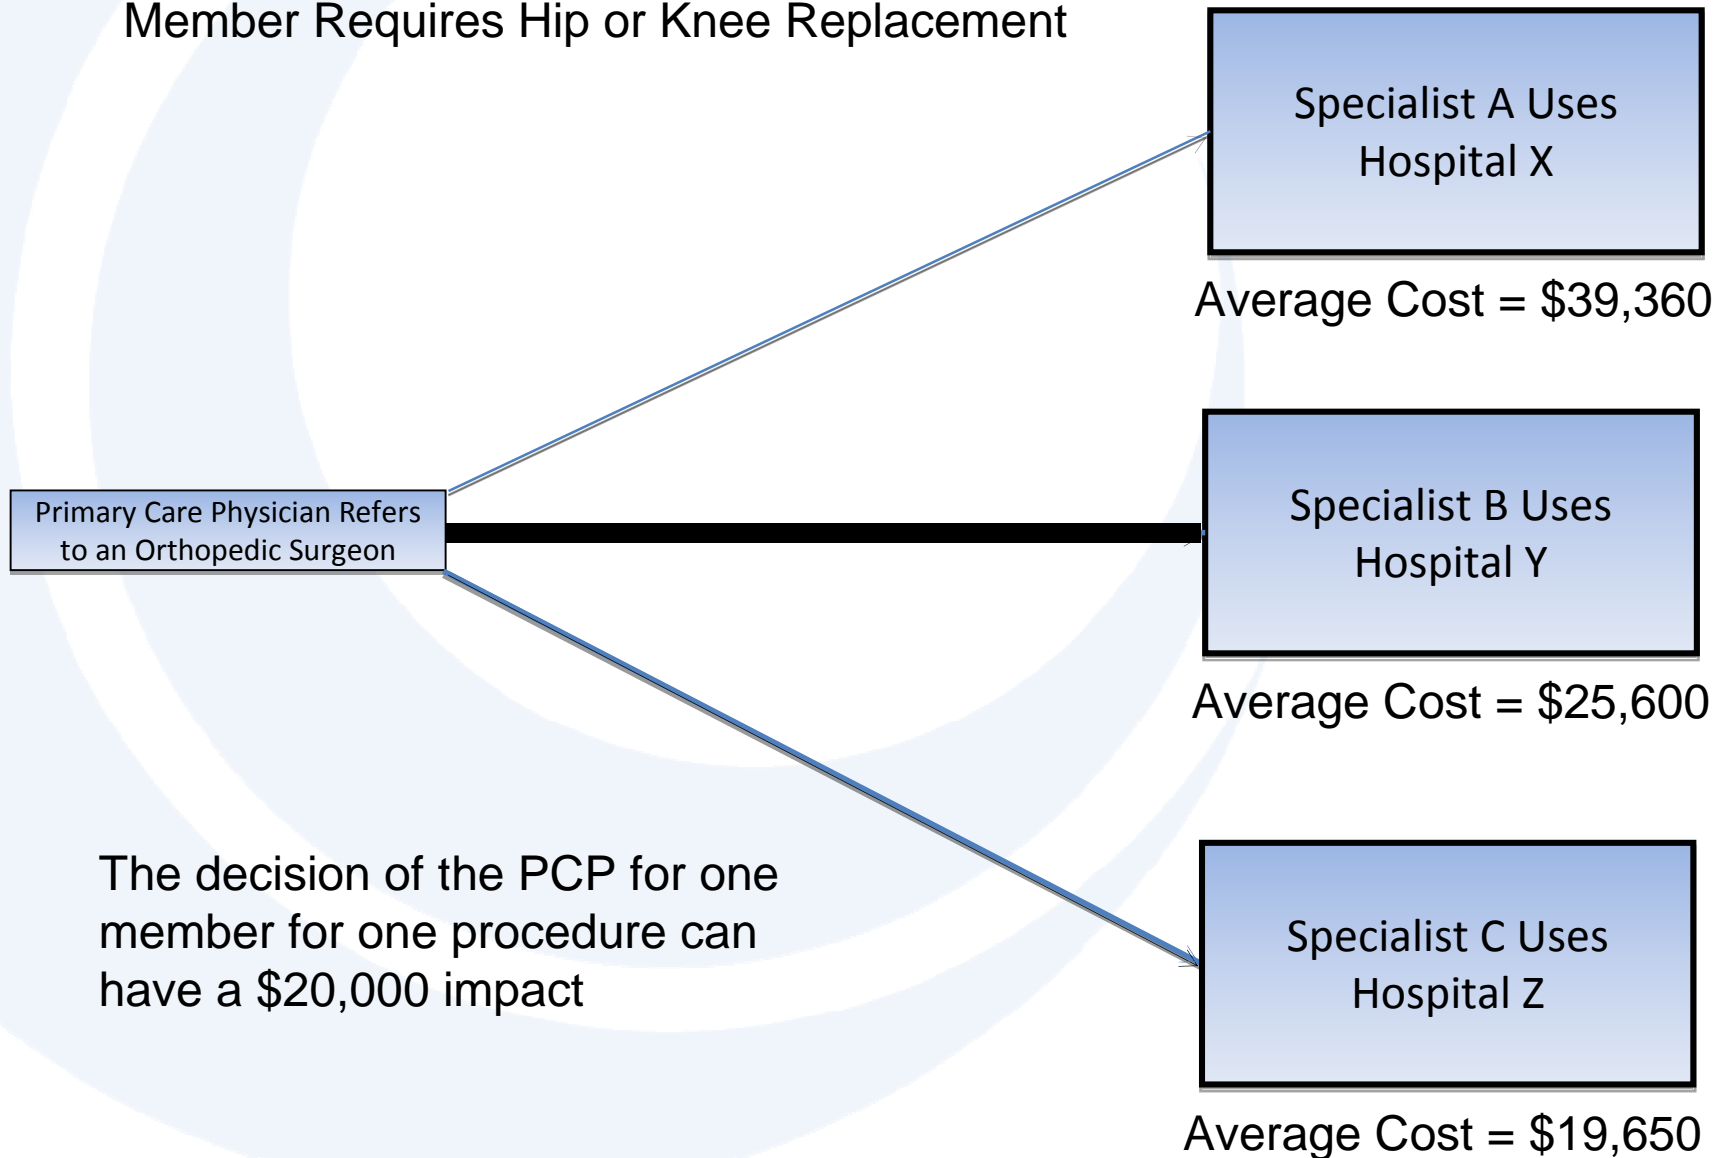 Member Requires Hip or Knee Replacement
Specialist A Uses
Hospital X
Average Cost = $39,360
Primary Care Physician Refers
to an Orthopedic Surgeon
Specialist B Uses
Hospital Y
Average Cost = $25,600
The decision of the PCP for one
member for one procedure can
have a $20,000 impact
Specialist C Uses
Hospital Z
Average Cost = $19,650